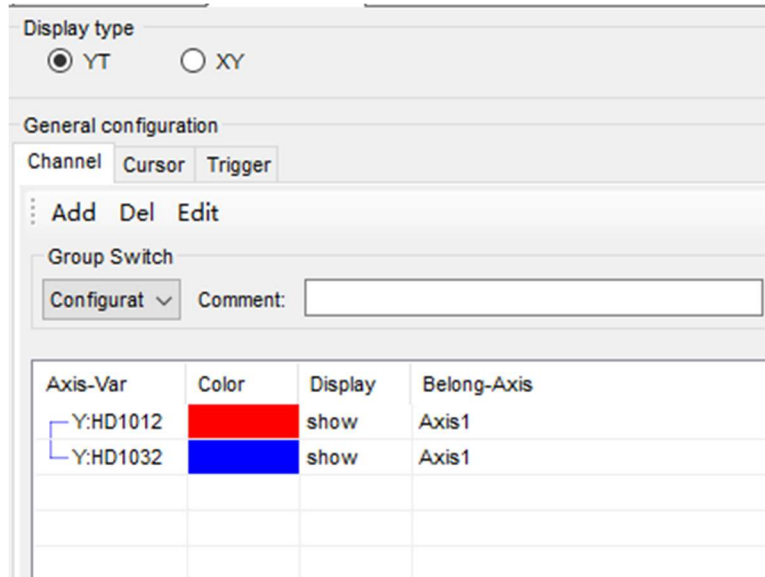 Display type
YT XY
General configuration
Channel Cursor Trigger
Add Del Edit
Group Switch
Configurat Comment:
Axis-Var Color Display Belong-Axis
Y:HD1012 show Axis1
Y:HD1032 show Axis1